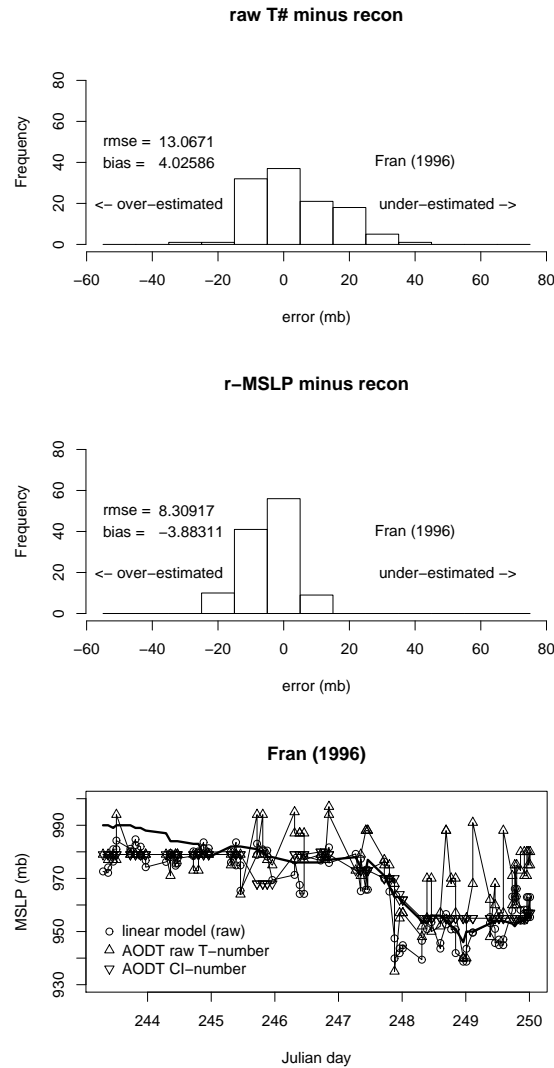 raw T# minus recon
80
60
40
20
0
Frequency
rmse = 13.0671
bias = 4.02586
Fran (1996)
<− over−estimated
under−estimated −>
−60 −40 −20 0 20 40 60 80
error (mb)
r−MSLP minus recon
80
60
40
20
0
Frequency
rmse = 8.30917
bias = −3.88311
Fran (1996)
<− over−estimated
under−estimated −>
−60 −40 −20 0 20 40 60 80
error (mb)
Fran (1996)
990
970
950
930
MSLP (mb)
linear model (raw)
AODT raw T−number
AODT CI−number
244 245 246 247 248 249 250
Julian day